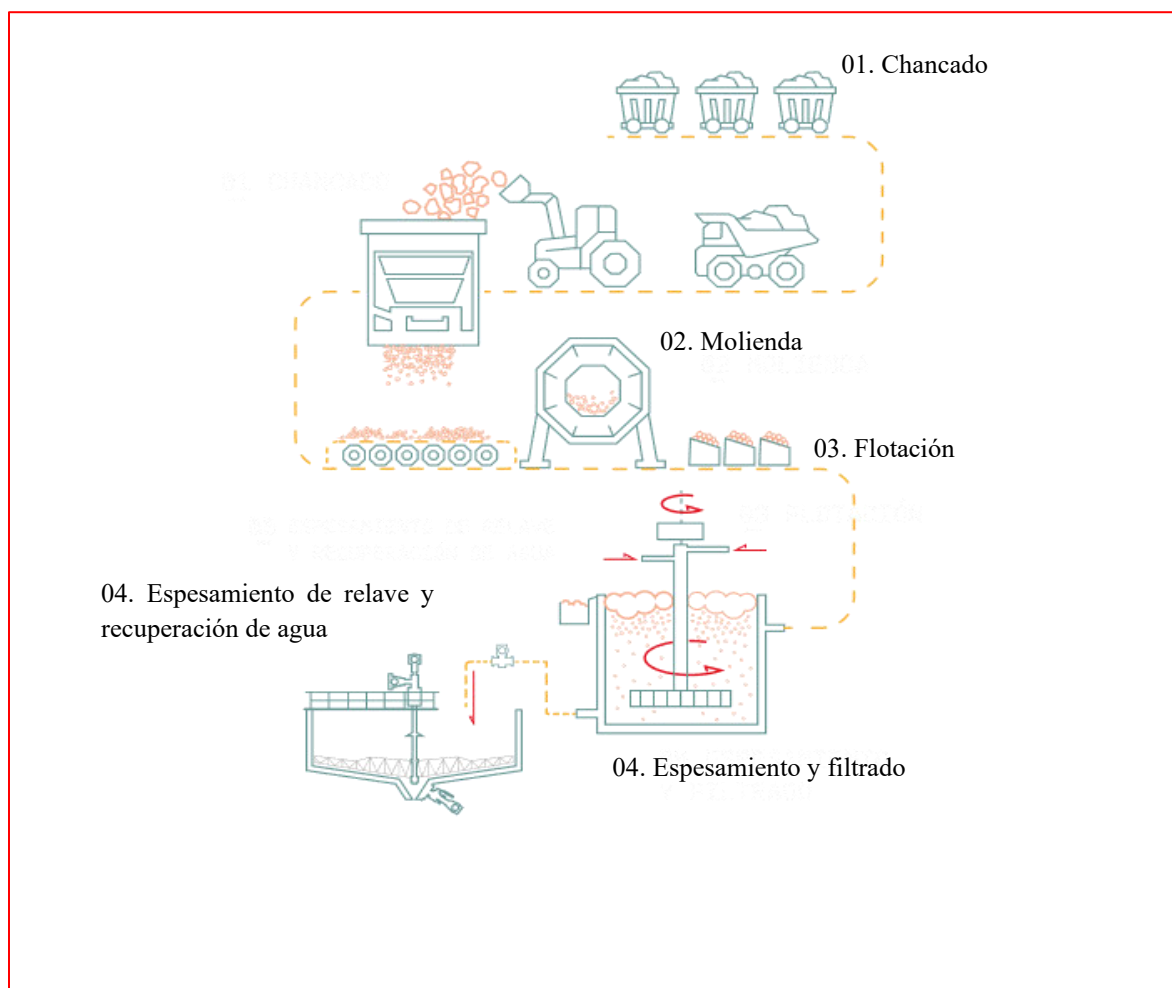 01. Chancado
02. Molienda
03. Flotación
04. Espesamiento de relave y
recuperación de agua
04. Espesamiento y filtrado